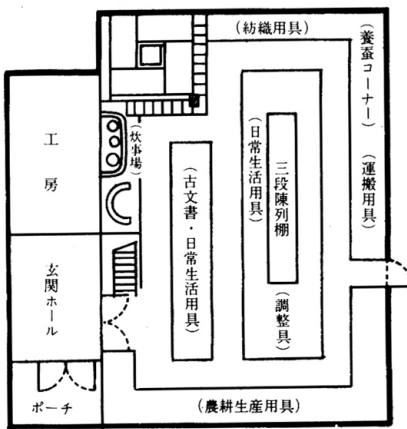 （紡織用具）
（養蚕コーナー）
（運搬用具）
（炊事場）
（日常生活用具）
三段陳列棚
（調整具）
（古文書・日常生活用具）
工房
玄関ホール
ポーチ
（農耕生産用具）